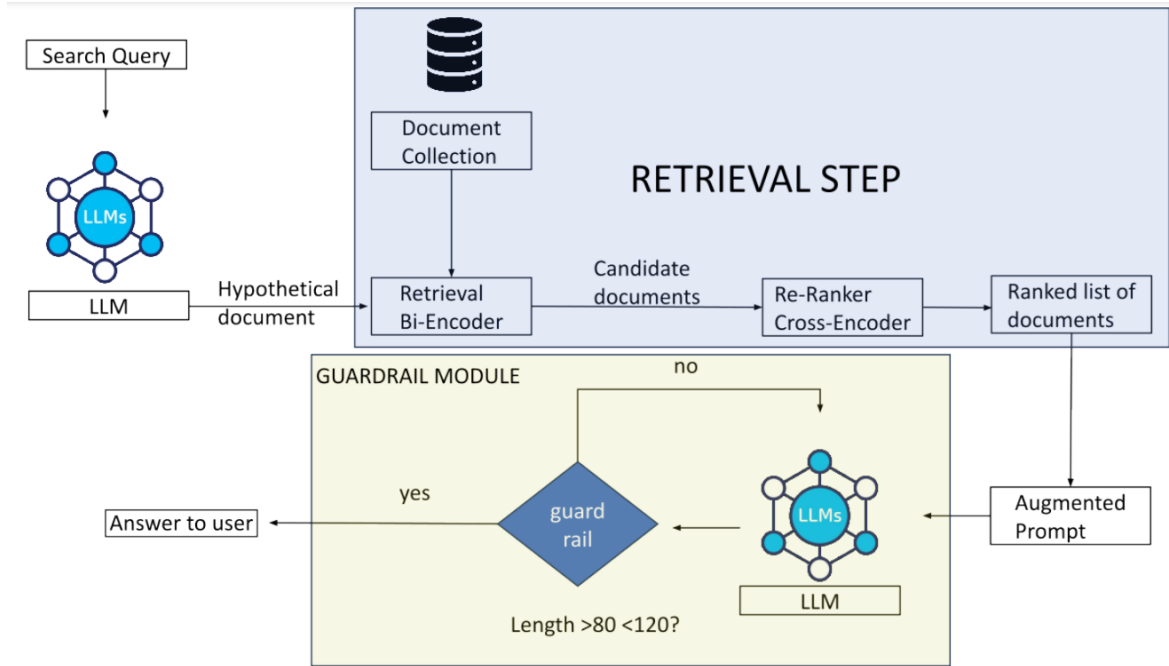 Search Query
LLMs
LLM
Hypothetical
document
Document
Collection
RETRIEVAL STEP
Retrieval
Bi-Encoder
Candidate
documents
Re-Ranker
Cross-Encoder
Ranked list of
documents
GUARDRAIL MODULE
no
yes
guard
rail
Length >80 <120?
LLMs
LLM
Augmented
Prompt
Answer to user